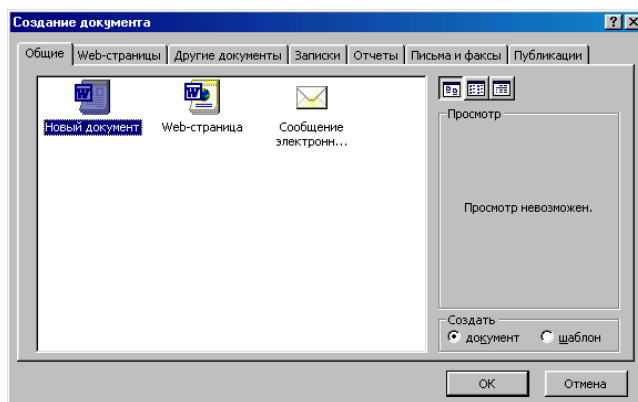 Создание документа
Общие
Web-страницы
Другие документы
Записки
Отчеты
Письма и факсы
Публикации
Новый документ
Web-страница
Сообщение
электронн...
Просмотр
Просмотр невозможен.
Создать
документ
шаблон
ОК
Отмена